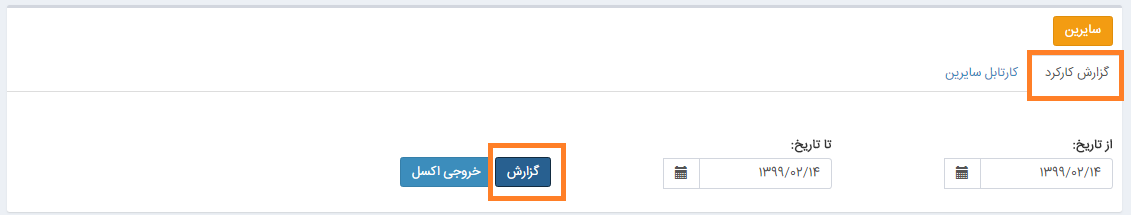 سایرین
گزارش کارکرد کارتابل سایرین
از تاریخ: تا تاریخ:
۱۳۹۹/۰۲/۱۴ ۱۳۹۹/۰۲/۱۴ گزارش خروجی اکسل